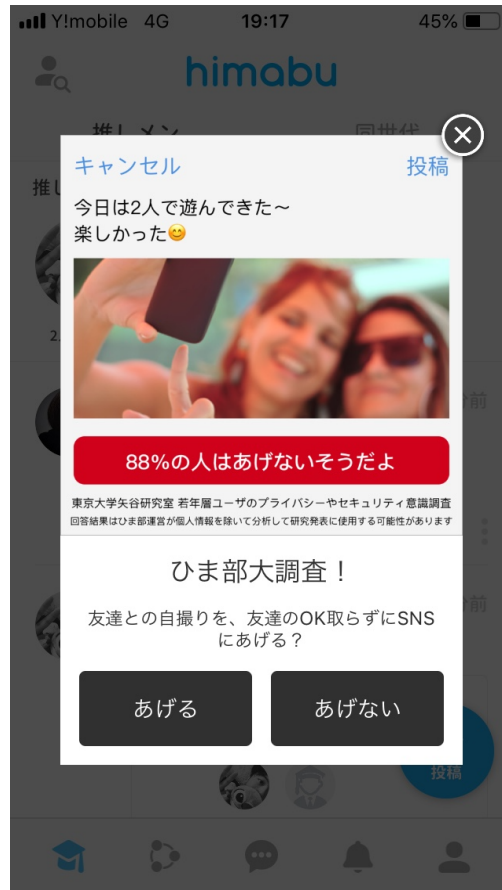 Y!mobile 4G 19:17 45%
himabu
推しメン 同世代
キャンセル 投稿
今日は2人で遊んできた～
楽しかった😊
88%の人はあげないそうだよ
東京大学矢谷研究室 若年層ユーザのプライバシーやセキュリティ意識調査
回答結果はひま部運営が個人情報を除いて分析して研究発表に使用する可能性があります
ひま部大調査！
友達との自撮りを、友達のOK取らずにSNS
にあげる？
あげる あげない
投稿